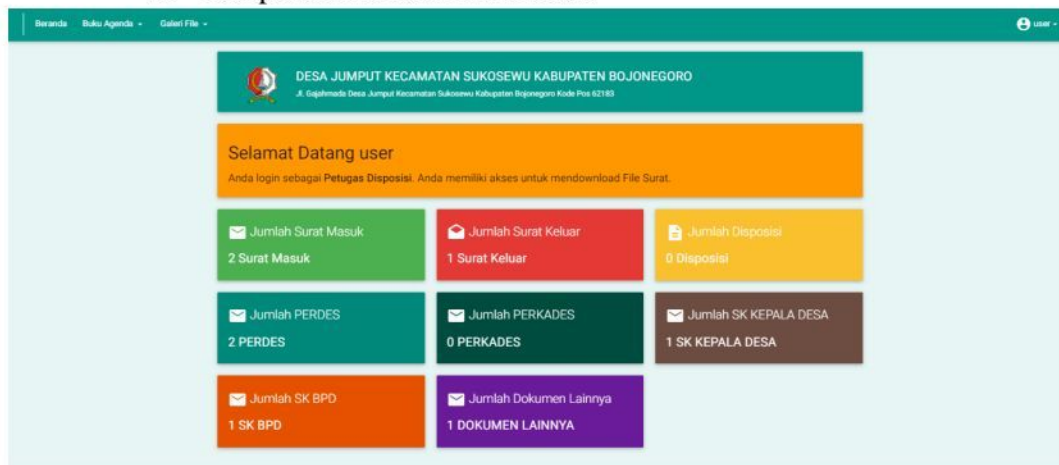 Beranda Buku Agenda Galeri File user
DESA JUMPUT KECAMATAN SUKOSEWU KABUPATEN BOJONEGORO
Jl. Gajahmada Desa Jumput Kecamatan Sukosewu Kabupaten Bojonegoro Kode Pos 62183
Selamat Datang user
Anda login sebagai Petugas Disposisi. Anda memiliki akses untuk mendownload File Surat.
Jumlah Surat Masuk
2 Surat Masuk
Jumlah Surat Keluar
1 Surat Keluar
Jumlah Disposisi
0 Disposisi
Jumlah PERDES
2 PERDES
Jumlah PERKADES
0 PERKADES
Jumlah SK KEPALA DESA
1 SK KEPALA DESA
Jumlah SK BPD
1 SK BPD
Jumlah Dokumen Lainnya
1 DOKUMEN LAINNYA